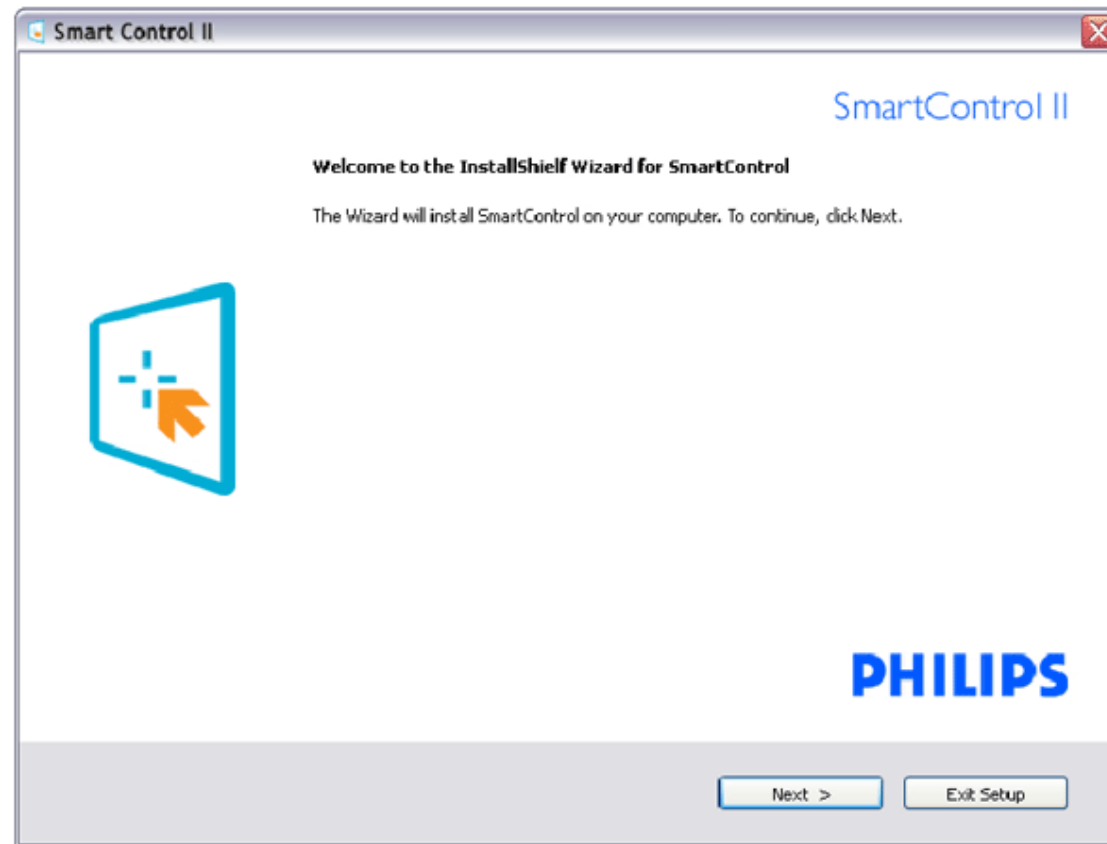 Smart Control II
SmartControl II
Welcome to the InstallShielf Wizard for SmartControl
The Wizard will install SmartControl on your computer. To continue, click Next.
PHILIPS
Next >
Exit Setup